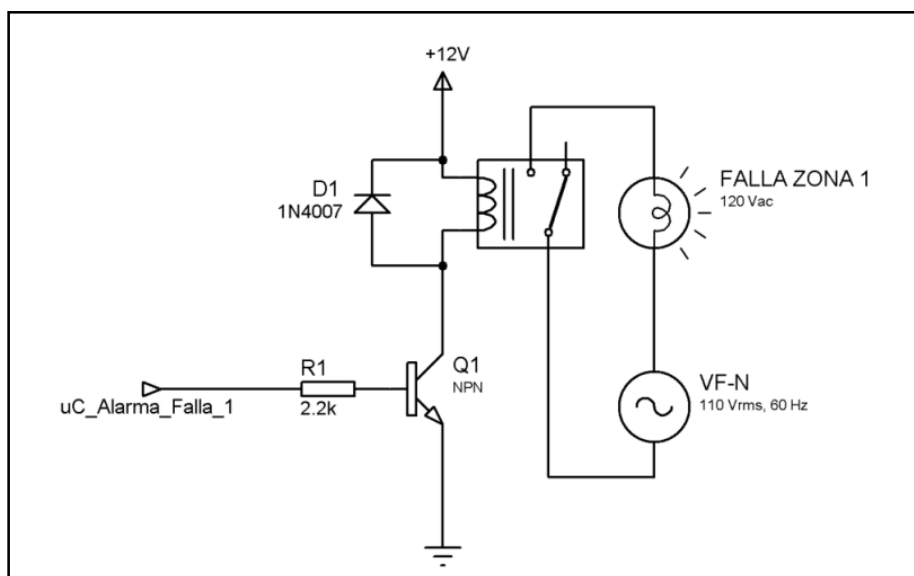 +12V
D1
1N4007
FALLA ZONA 1
120 Vac
R1
2.2k
Q1
NPN
uC_Alarma_Falla_1
VF-N
110 Vrms, 60 Hz